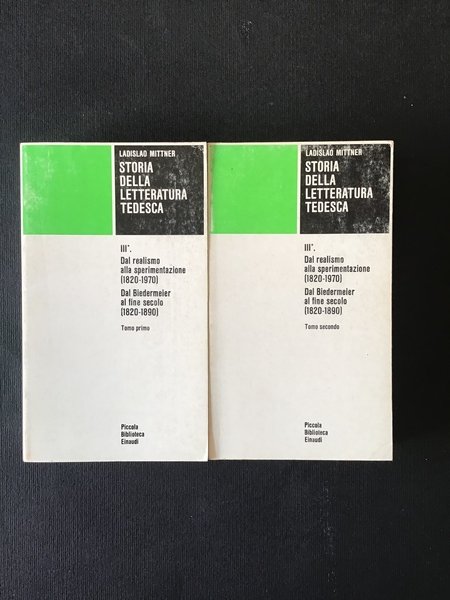 LADISLAO MITTNER
STORIA
DELLA
LETTERATURA
TEDESCA
III*.
Dal realismo
alla sperimentazione
(1820-1970)
Dal Biedermeier
al fine secolo
(1820-1890)
Tomo primo
Piccola
Biblioteca
Einaudi
LADISLAO MITTNER
STORIA
DELLA
LETTERATURA
TEDESCA
III*.
Dal realismo
alla sperimentazione
(1820-1970)
Dal Biedermeier
al fine secolo
(1820-1890)
Tomo secondo
Piccola
Biblioteca
Einaudi